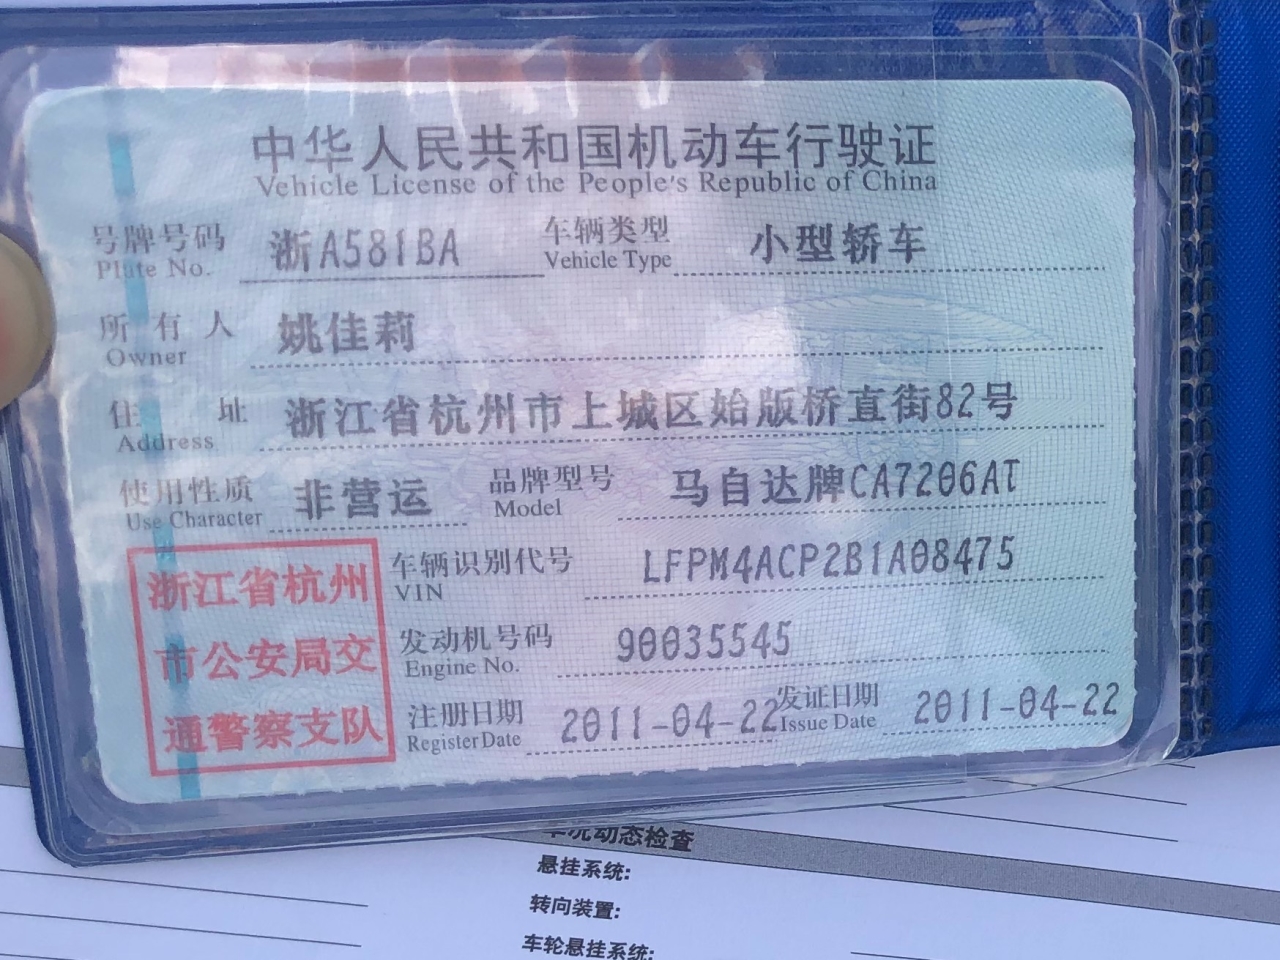 中华人民共和国机动车行驶证
Vehicle License of the People's Republic of China
号牌号码 浙A581BA 车辆类型 小型轿车
Plate No. Vehicle Type
所有人 姚佳莉
Owner
住址 浙江省杭州市上城区始版桥直街82号
Address
使用性质 非营运 品牌型号 马自达牌CA7206AT
Use Character Model
浙江省杭州
市公安局交
通警察支队
车辆识别代号 LFPM4ACP2B1A08475
VIN
发动机号码 90035545
Engine No.
注册日期 2011-04-22 发证日期 2011-04-22
Register Date Issue Date
车况动态检查
悬挂系统:
转向装置:
车轮悬挂系统: